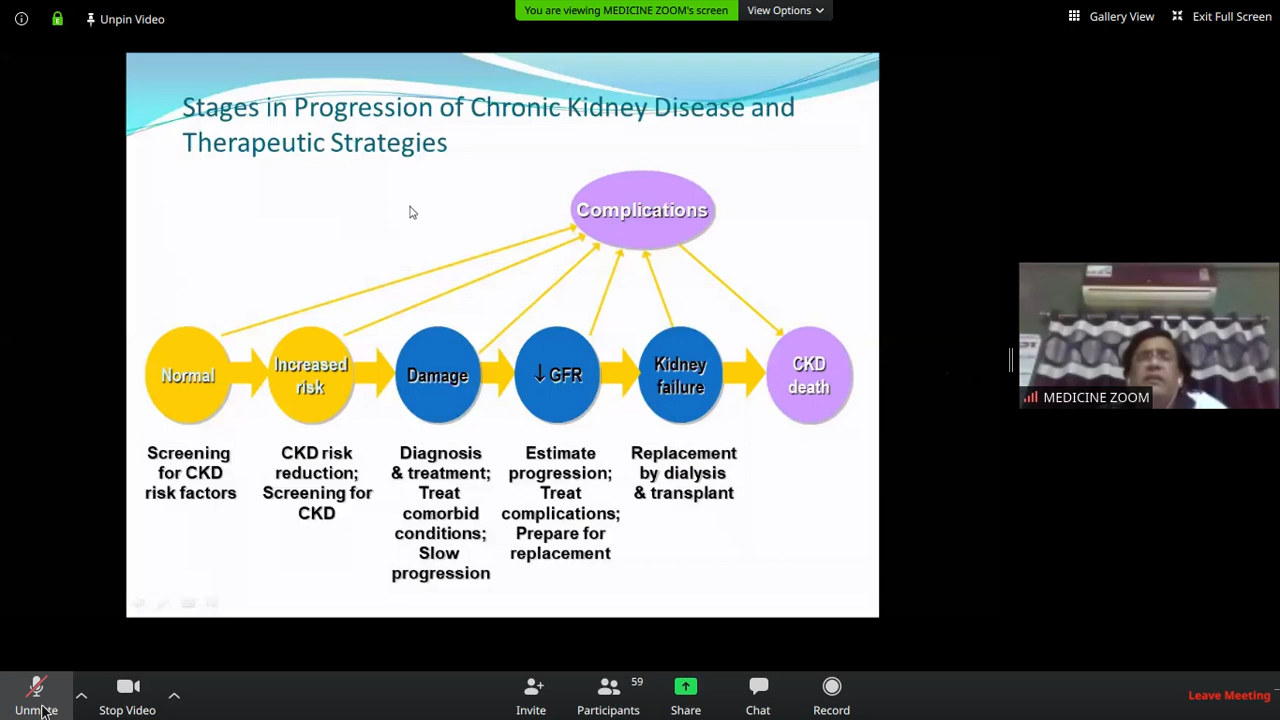 Unpin Video
You are viewing MEDICINE ZOOM's screen
View Options
Gallery View
Exit Full Screen
Stages in Progression of Chronic Kidney Disease and
Therapeutic Strategies
Complications
Normal
Increased
risk
Damage
↓ GFR
Kidney
failure
CKD
death
Screening
for CKD
risk factors
CKD risk
reduction;
Screening for
CKD
Diagnosis
& treatment;
Treat
comorbid
conditions;
Slow
progression
Estimate
progression;
Treat
complications;
Prepare for
replacement
Replacement
by dialysis
& transplant
MEDICINE ZOOM
Unmute
Stop Video
Invite
59
Participants
Share
Chat
Record
Leave Meeting